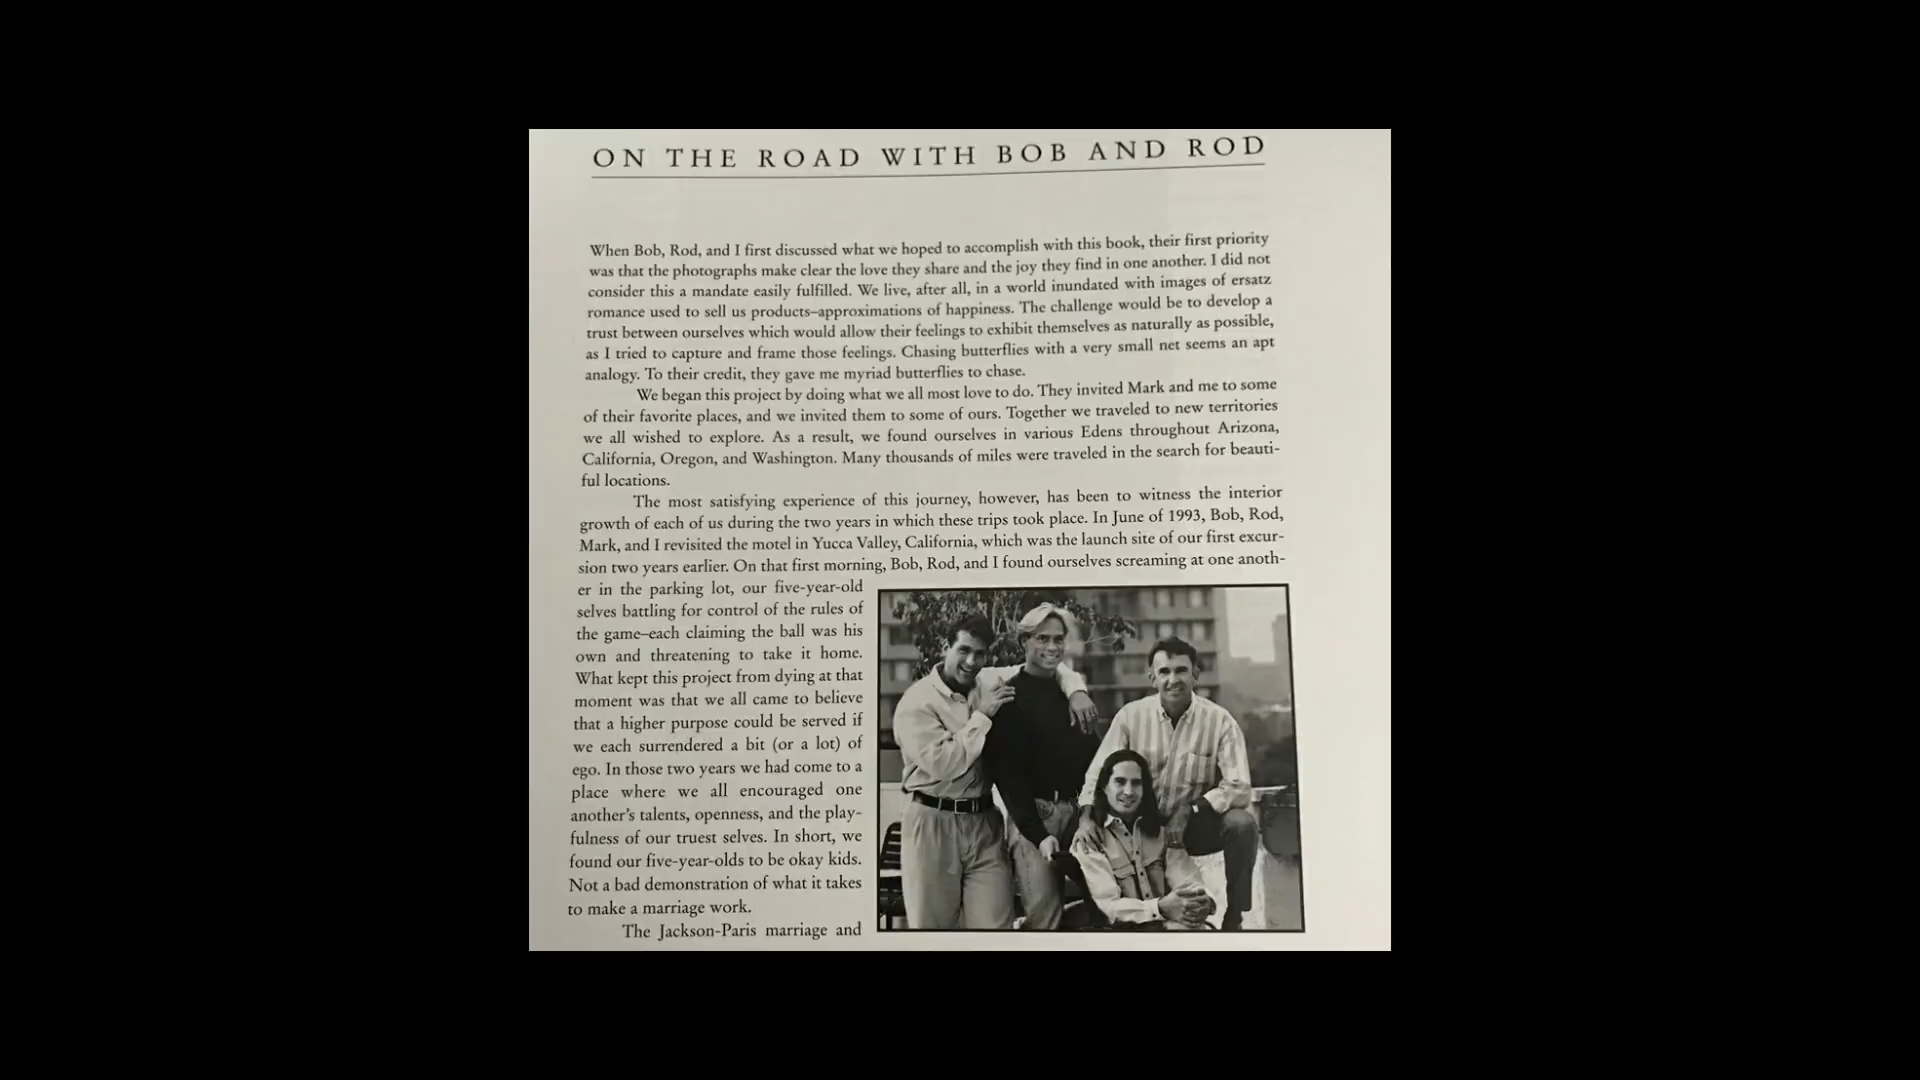 ON THE ROAD WITH BOB AND ROD
When Bob, Rod, and I first discussed what we hoped to accomplish with this book, their first priority
was that the photographs make clear the love they share and the joy they find in one another. I did not
consider this a mandate easily fulfilled. We live, after all, in a world inundated with images of ersatz
romance used to sell us products–approximations of happiness. The challenge would be to develop a
trust between ourselves which would allow their feelings to exhibit themselves as naturally as possible,
as I tried to capture and frame those feelings. Chasing butterflies with a very small net seems an apt
analogy. To their credit, they gave me myriad butterflies to chase.
We began this project by doing what we all most love to do. They invited Mark and me to some
of their favorite places, and we invited them to some of ours. Together we traveled to new territories
we all wished to explore. As a result, we found ourselves in various Edens throughout Arizona,
California, Oregon, and Washington. Many thousands of miles were traveled in the search for beauti-
ful locations.
The most satisfying experience of this journey, however, has been to witness the interior
growth of each of us during the two years in which these trips took place. In June of 1993, Bob, Rod,
Mark, and I revisited the motel in Yucca Valley, California, which was the launch site of our first excur-
sion two years earlier. On that first morning, Bob, Rod, and I found ourselves screaming at one anoth-
er in the parking lot, our five-year-old
selves battling for control of the rules of
the game–each claiming the ball was his
own and threatening to take it home.
What kept this project from dying at that
moment was that we all came to believe
that a higher purpose could be served if
we each surrendered a bit (or a lot) of
ego. In those two years we had come to a
place where we all encouraged one
another's talents, openness, and the play-
fulness of our truest selves. In short, we
found our five-year-olds to be okay kids.
Not a bad demonstration of what it takes
to make a marriage work.
The Jackson-Paris marriage and